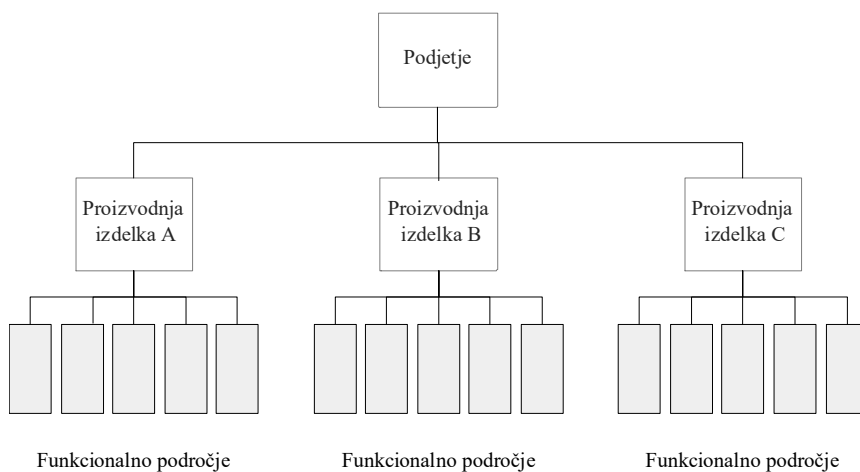 Podjetje
Proizvodnja
izdelka A
Proizvodnja
izdelka B
Proizvodnja
izdelka C
Funkcionalno področje
Funkcionalno področje
Funkcionalno področje